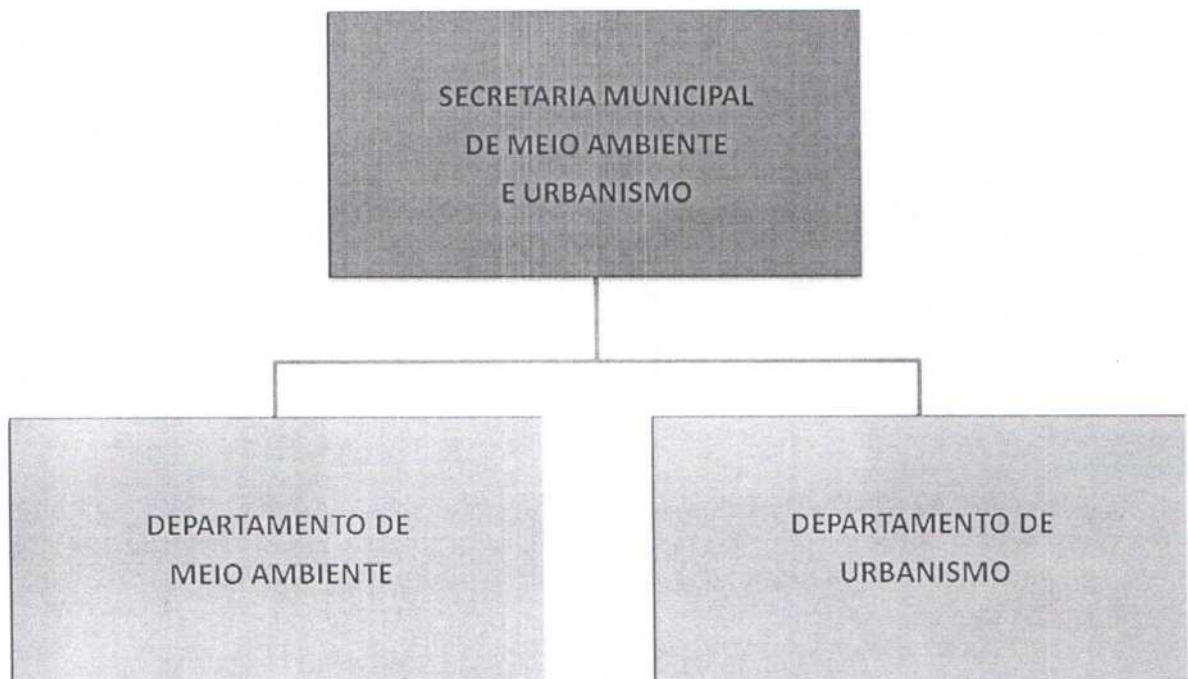 SECRETARIA MUNICIPAL
DE MEIO AMBIENTE
E URBANISMO
DEPARTAMENTO DE
MEIO AMBIENTE
DEPARTAMENTO DE
URBANISMO